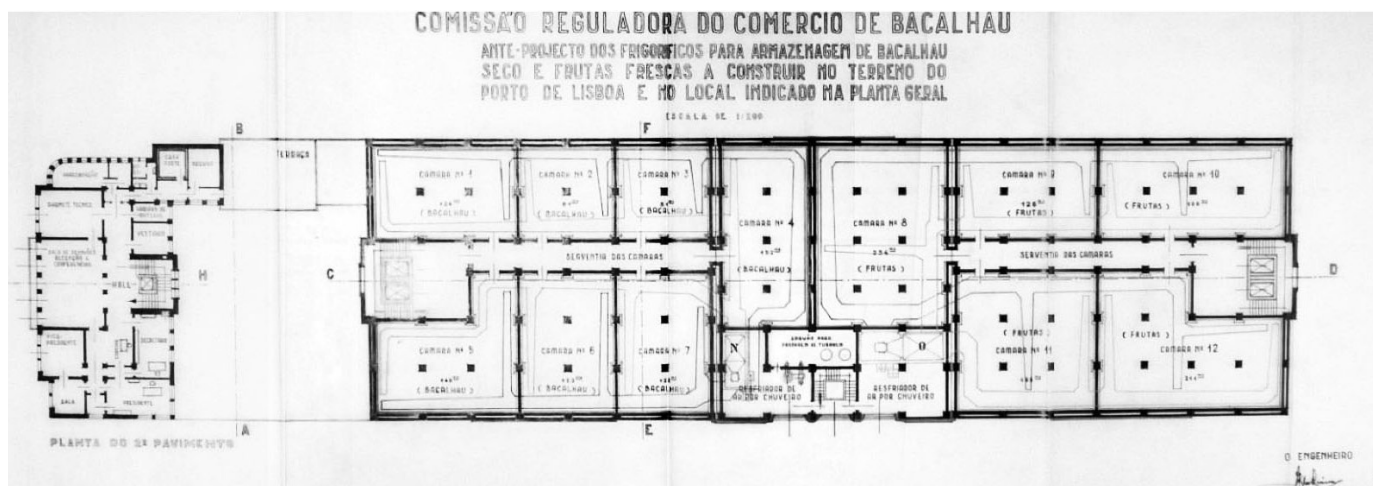 COMISSÃO REGULADORA DO COMERCIO DE BACALHAU
ANTE-PROJECTO DOS FRIGORIFICOS PARA ARMAZENAGEM DE BACALHAU
SECO E FRUTAS FRESCAS A CONSTRUIR NO TERRENO DO
PORTO DE LISBOA E NO LOCAL INDICADO NA PLANTA GERAL
ESCALA DE 1/200
B
F
TERRAÇO
CAMARA Nº 1
(BACALHAU)
CAMARA Nº 2
(BACALHAU)
CAMARA Nº 3
(BACALHAU)
CAMARA Nº 4
(BACALHAU)
CAMARA Nº 8
(FRUTAS)
CAMARA Nº 9
(FRUTAS)
CAMARA Nº 10
(FRUTAS)
GABINETE TECNICO
VESTIARIO
HALL
H
C
SERVENTIA DAS CAMARAS
SERVENTIA DAS CAMARAS
D
VICE-
PRESIDENTE
SALA
PRESIDENTE
CAMARA Nº 5
(BACALHAU)
CAMARA Nº 6
(BACALHAU)
CAMARA Nº 7
(BACALHAU)
N
RESFRIADOR DE
AR POR CHUVEIRO
RESFRIADOR DE
AR POR CHUVEIRO
(FRUTAS)
CAMARA Nº 11
(FRUTAS)
CAMARA Nº 12
A
E
PLANTA DO 2º PAVIMENTO
O ENGENHEIRO